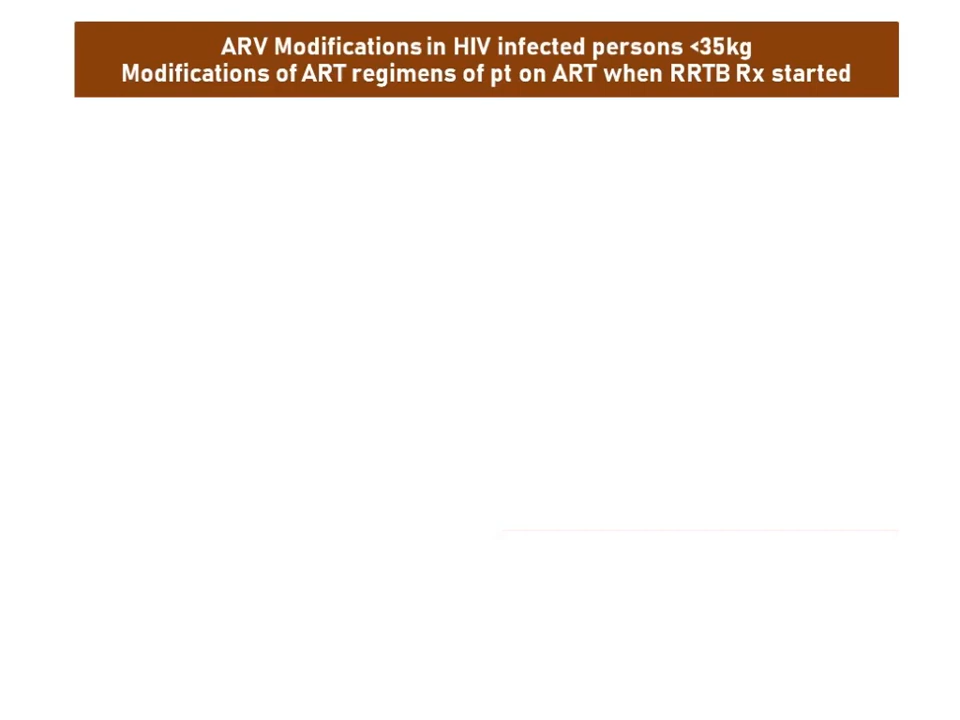 ARV Modifications in HIV infected persons <35kg
Modifications of ART regimens of pt on ART when RRTB Rx started